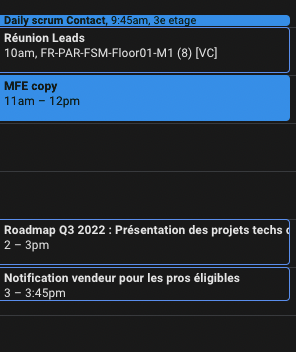 Daily scrum Contact, 9:45am, 3e etage
Réunion Leads
10am, FR-PAR-FSM-Floor01-M1 (8) [VC]
MFE copy
11am – 12pm
Roadmap Q3 2022 : Présentation des projets techs
2 – 3pm
Notification vendeur pour les pros éligibles
3 – 3:45pm